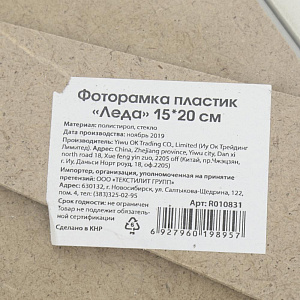 Фоторамка пластик
«Леда» 15*20 см
Материал: полистирол, стекло
Дата производства: ноябрь 2019
Изготовитель: Yiwu OK Trading CO., Limited (Иу Ок Трейдинг
Лимитед). Адрес: China, Zhejiang province, Yiwu city, Dan xi
north road 18, Xue feng yin zuo, 2205 off (Китай, пр.Чжэцзян,
г. Иу, Даньси Норт роуд 18, оф. 2205)
Импортер, организация, уполномоченная на принятие
претензий: ООО «ТЕКСТИЛИТ ГРУПП»
Адрес: 630132, г. Новосибирск, ул. Салтыкова-Щедрина, 122,
пом. 4, тел: (383)325-02-95
Срок годности: не ограничен
Товар не подлежит обязательной
сертификации
Сделано в КНР
Арт: R010831
6 927960 198957